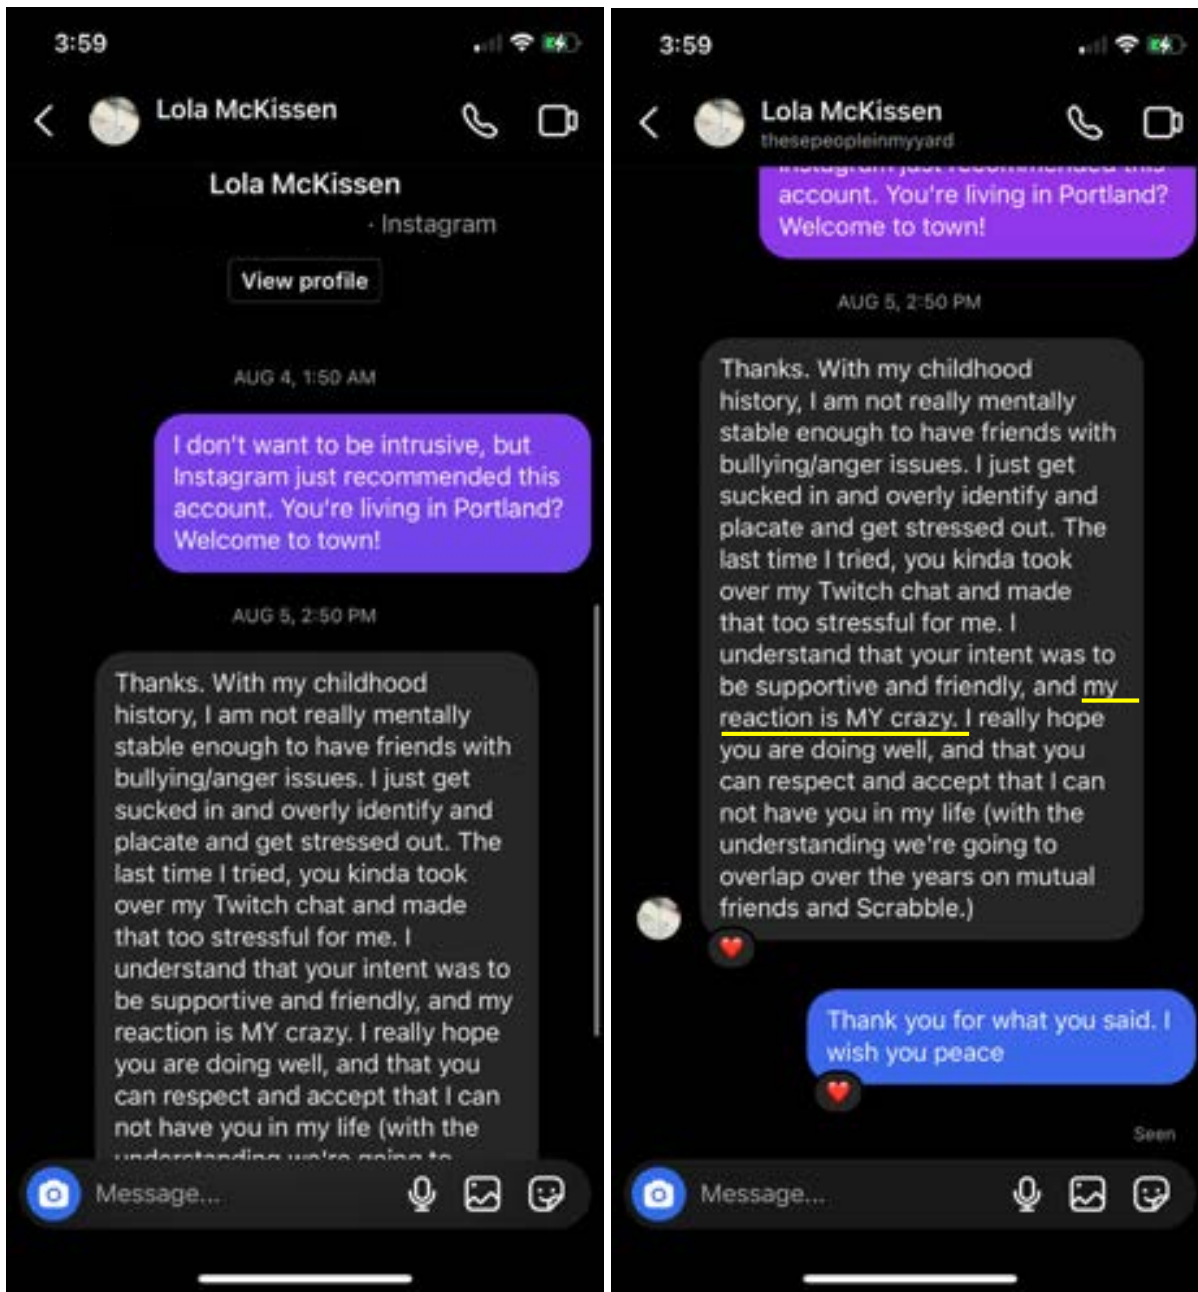 3:59
Lola McKissen
Lola McKissen
· Instagram
View profile
AUG 4, 1:50 AM
I don't want to be intrusive, but
Instagram just recommended this
account. You're living in Portland?
Welcome to town!
AUG 5, 2:50 PM
Thanks. With my childhood
history, I am not really mentally
stable enough to have friends with
bullying/anger issues. I just get
sucked in and overly identify and
placate and get stressed out. The
last time I tried, you kinda took
over my Twitch chat and made
that too stressful for me. I
understand that your intent was to
be supportive and friendly, and my
reaction is MY crazy. I really hope
you are doing well, and that you
can respect and accept that I can
not have you in my life (with the
understanding we're going to
Message...
3:59
Lola McKissen
thesepeopleinmyyard
Instagram just recommended this
account. You're living in Portland?
Welcome to town!
AUG 5, 2:50 PM
Thanks. With my childhood
history, I am not really mentally
stable enough to have friends with
bullying/anger issues. I just get
sucked in and overly identify and
placate and get stressed out. The
last time I tried, you kinda took
over my Twitch chat and made
that too stressful for me. I
understand that your intent was to
be supportive and friendly, and my
reaction is MY crazy. I really hope
you are doing well, and that you
can respect and accept that I can
not have you in my life (with the
understanding we're going to
overlap over the years on mutual
friends and Scrabble.)
Thank you for what you said. I
wish you peace
Seen
Message...